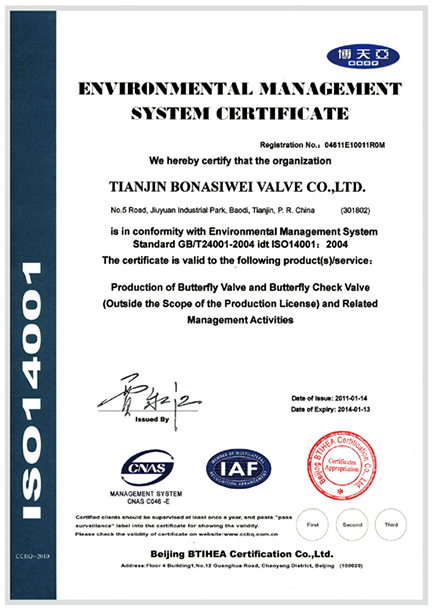 博天亞
CCBQ
ENVIRONMENTAL MANAGEMENT
SYSTEM CERTIFICATE
Registration No.: 04611E10011R0M
We hereby certify that the organization
TIANJIN BONASIWEI VALVE CO.,LTD.
No.5 Road, Jiuyuan Industrial Park, Baodi, Tianjin, P. R. China (301802)
is in conformity with Environmental Management System
Standard GB/T24001-2004 idt ISO14001: 2004
The certificate is valid to the following product(s)/service:
Production of Butterfly Valve and Butterfly Check Valve
(Outside the Scope of the Production License) and Related
Management Activities
Date of Issue: 2011-01-14
Date of Expiry: 2014-01-13
Issued By
CNAS
MANAGEMENT SYSTEM
CNAS C046 -E
MEMBER OF MULTILATERAL
RECOGNITION ARRANGEMENT
IAF
Beijing BTIHEA Certification Co., Ltd.
Certificates
Appropriation
Certified clients should be supervised at least once a year, and paste "pass
surveillance" label into the certificate for showing the validity.
Please check the validity of certificate on website:www.ccbq.com.cn
First
Second
Third
Beijing BTIHEA Certification Co.,Ltd.
Address:Floor 4 Building1,No.12 Guanghua Road, Chaoyang District, Beijing (100020)
ISO14001
CCBQ-2010